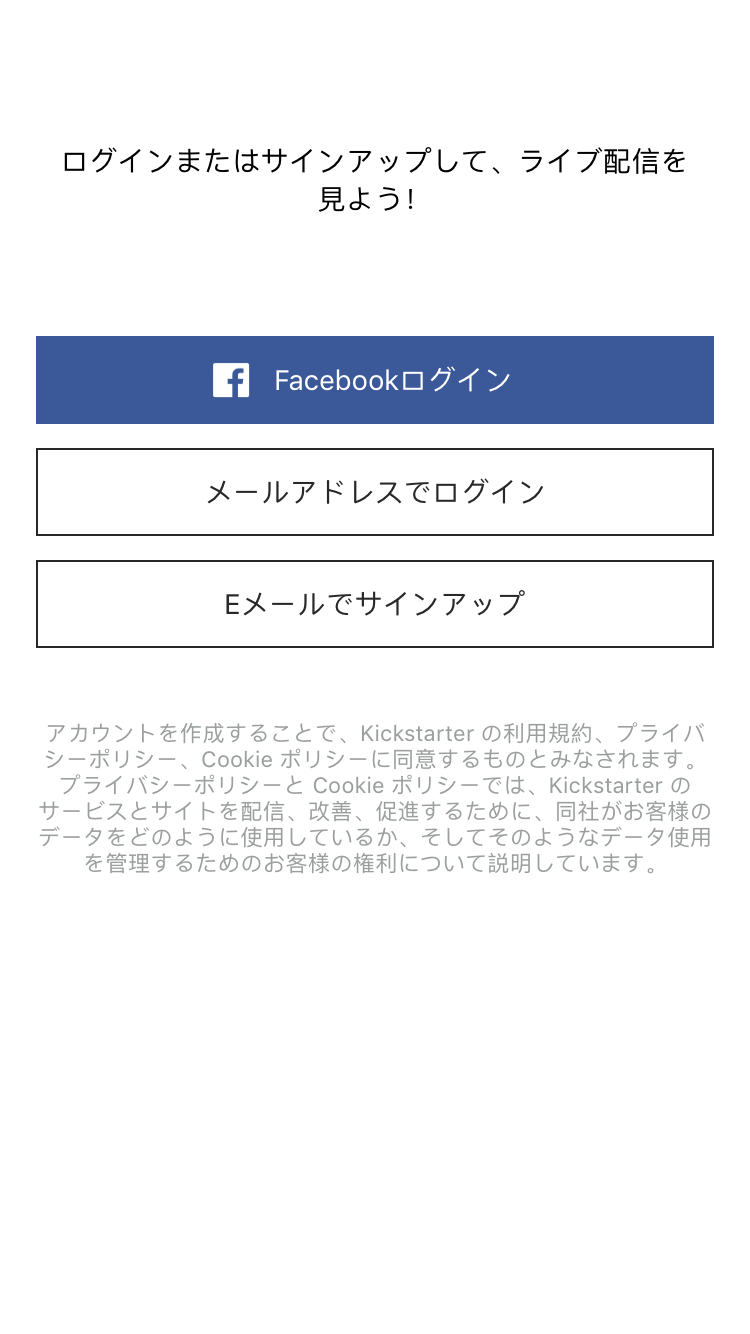 ログインまたはサインアップして、ライブ配信を
見よう!
Facebookログイン
メールアドレスでログイン
Eメールでサインアップ
アカウントを作成することで、Kickstarter の利用規約、プライバ
シーポリシー、Cookie ポリシーに同意するものとみなされます。
プライバシーポリシーと Cookie ポリシーでは、Kickstarter の
サービスとサイトを配信、改善、促進するために、同社がお客様の
データをどのように使用しているか、そしてそのようなデータ使用
を管理するためのお客様の権利について説明しています。